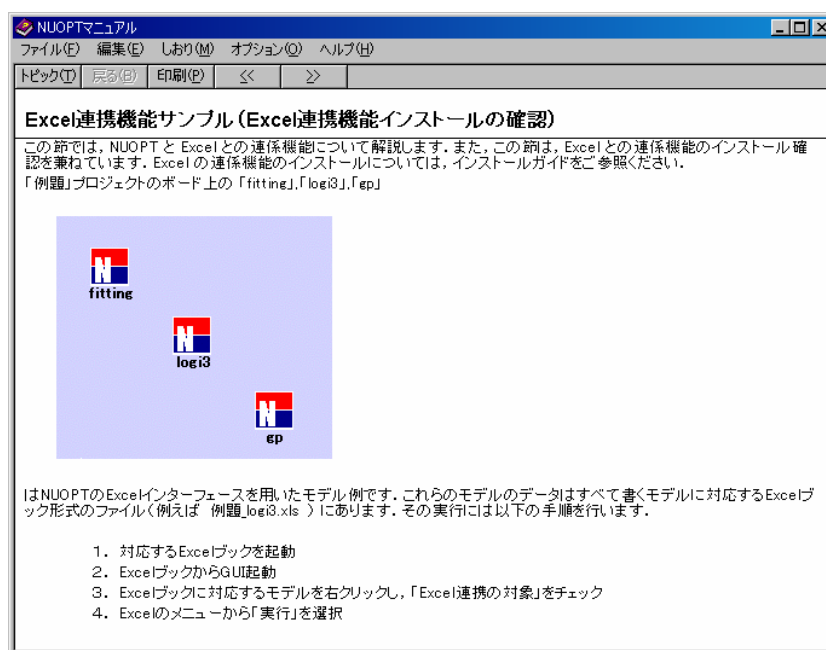 NUOPTマニュアル
ファイル(F) 編集(E) しおり(M) オプション(O) ヘルプ(H)
トピック(T) 戻る(B) 印刷(P) << >>
Excel連携機能サンプル(Excel連携機能インストールの確認)
この節では, NUOPT と Excel との連係機能について解説します. また, この節は, Excel との連係機能のインストール確
認を兼ねています. Excel の連係機能のインストールについては, インストールガイドをご参照ください.
「例題」プロジェクトのボード上の 「fitting」,「logi3」,「gp」
fitting
logi3
gp
はNUOPTのExcelインターフェースを用いたモデル例です. これらのモデルのデータはすべて書くモデルに対応するExcelブ
ック形式のファイル(例えば 例題_logi3.xls )にあります. その実行には以下の手順を行います.
1. 対応するExcelブックを起動
2. ExcelブックからGUI起動
3. Excelブックに対応するモデルを右クリックし, 「Excel連携の対象」をチェック
4. Excelのメニューから「実行」を選択